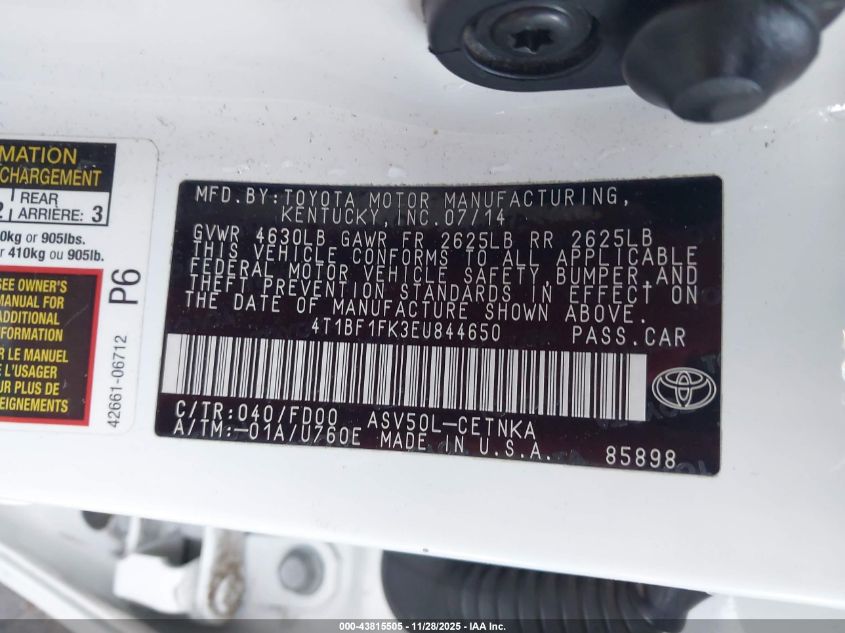 MATION
CHARGEMENT
2 REAR ARRIÈRE: 3
0kg or 905lbs.
r 410kg ou 905lb.
SEE OWNER'S
MANUAL FOR
ADDITIONAL
INFORMATION
R LE MANUEL
L'USAGER
UR PLUS DE
EIGNEMENTS
42661-06712 P6
MFD. BY: TOYOTA MOTOR MANUFACTURING,
KENTUCKY, INC. 07/14
GVWR 4630LB GAWR FR 2625LB RR 2625LB
THIS VEHICLE CONFORMS TO ALL APPLICABLE
FEDERAL MOTOR VEHICLE SAFETY, BUMPER, AND
THEFT PREVENTION STANDARDS IN EFFECT ON
THE DATE OF MANUFACTURE SHOWN ABOVE.
4T1BF1FK3EU844650 PASS. CAR
C/TR: 040/FD00 ASV50L-CETNKA
A/TM:-01A/U760E MADE IN U.S.A. 85898
000-43815505 — 11/28/2025 — IAA Inc.